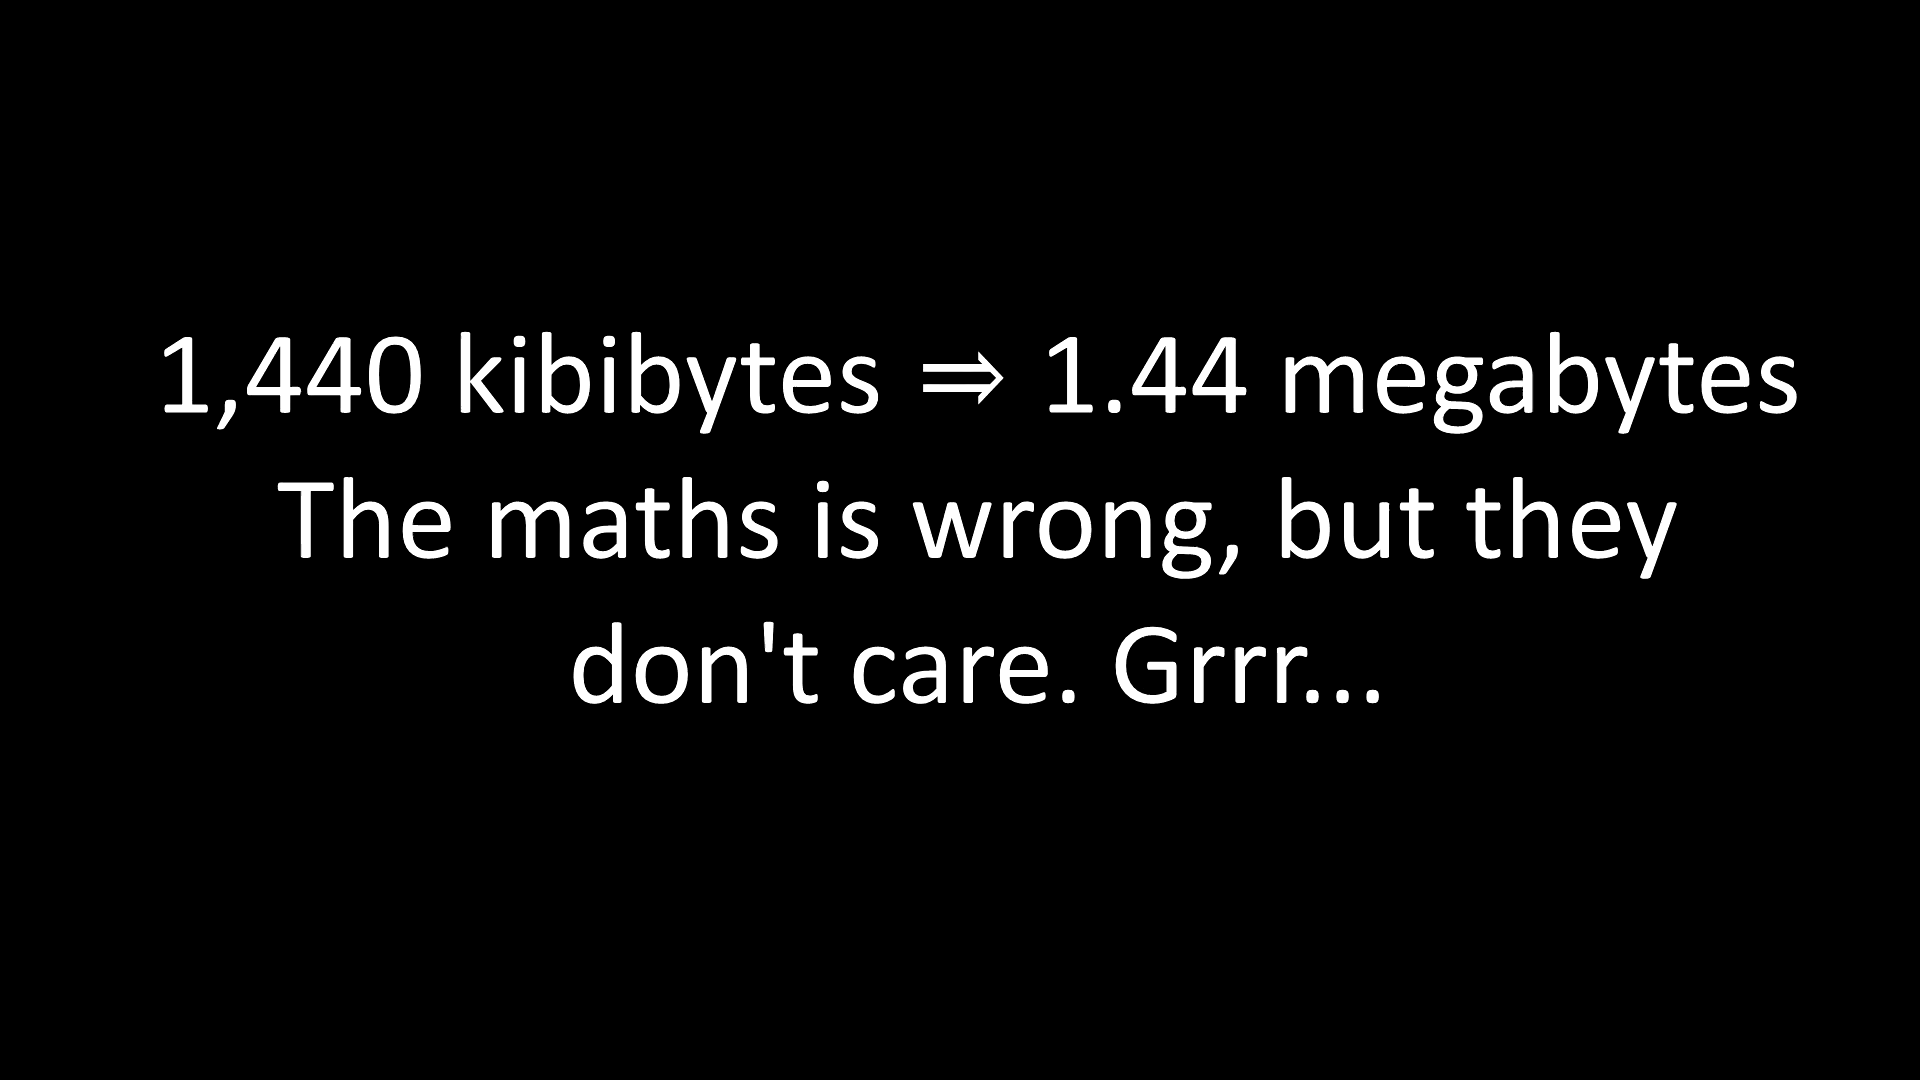 1,440 kibibytes ⇒ 1.44 megabytes
The maths is wrong, but they
don't care. Grrr...